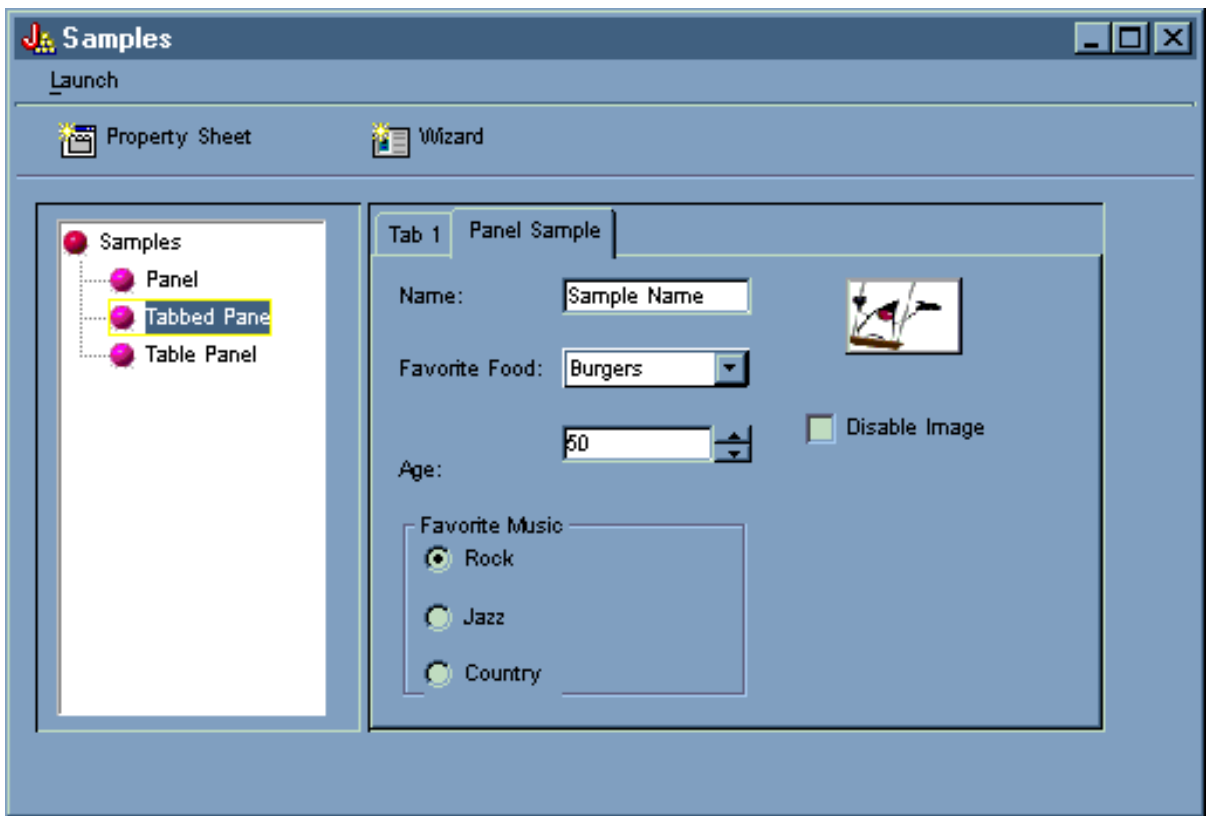 Samples
Launch
Property Sheet
Wizard
Samples
Panel
Tabbed Pane
Table Panel
Tab 1
Panel Sample
Name:
Sample Name
Favorite Food:
Burgers
Age:
50
Disable Image
Favorite Music
Rock
Jazz
Country